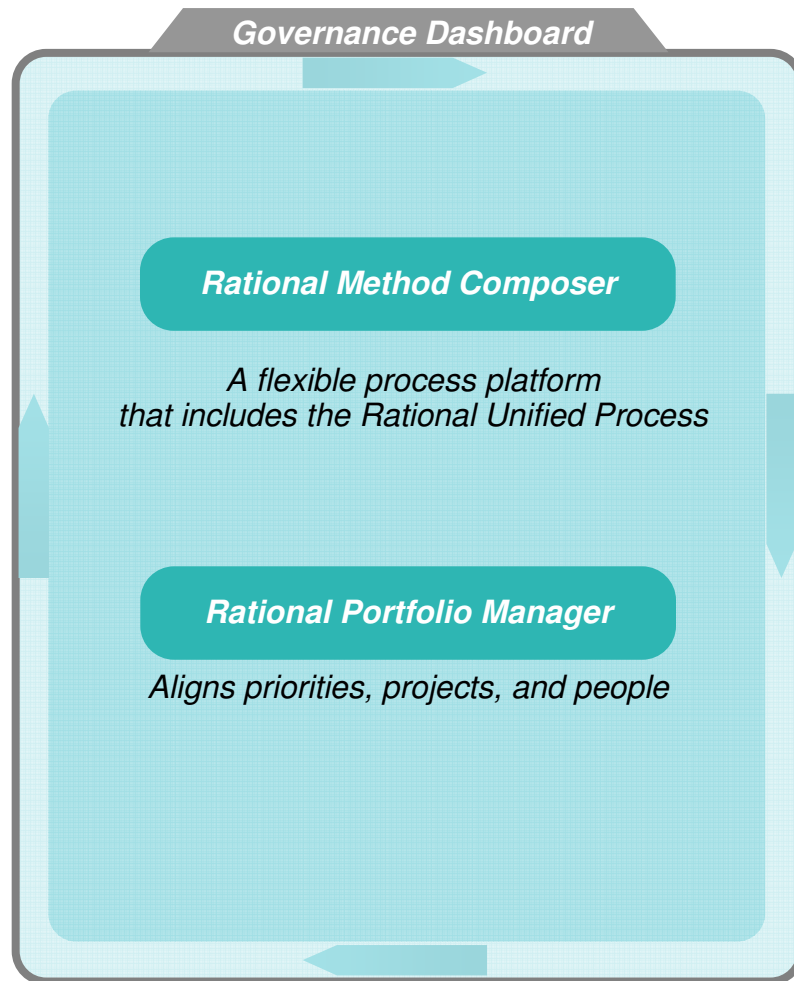 Governance Dashboard
Rational Method Composer
A flexible process platform
that includes the Rational Unified Process
Rational Portfolio Manager
Aligns priorities, projects, and people